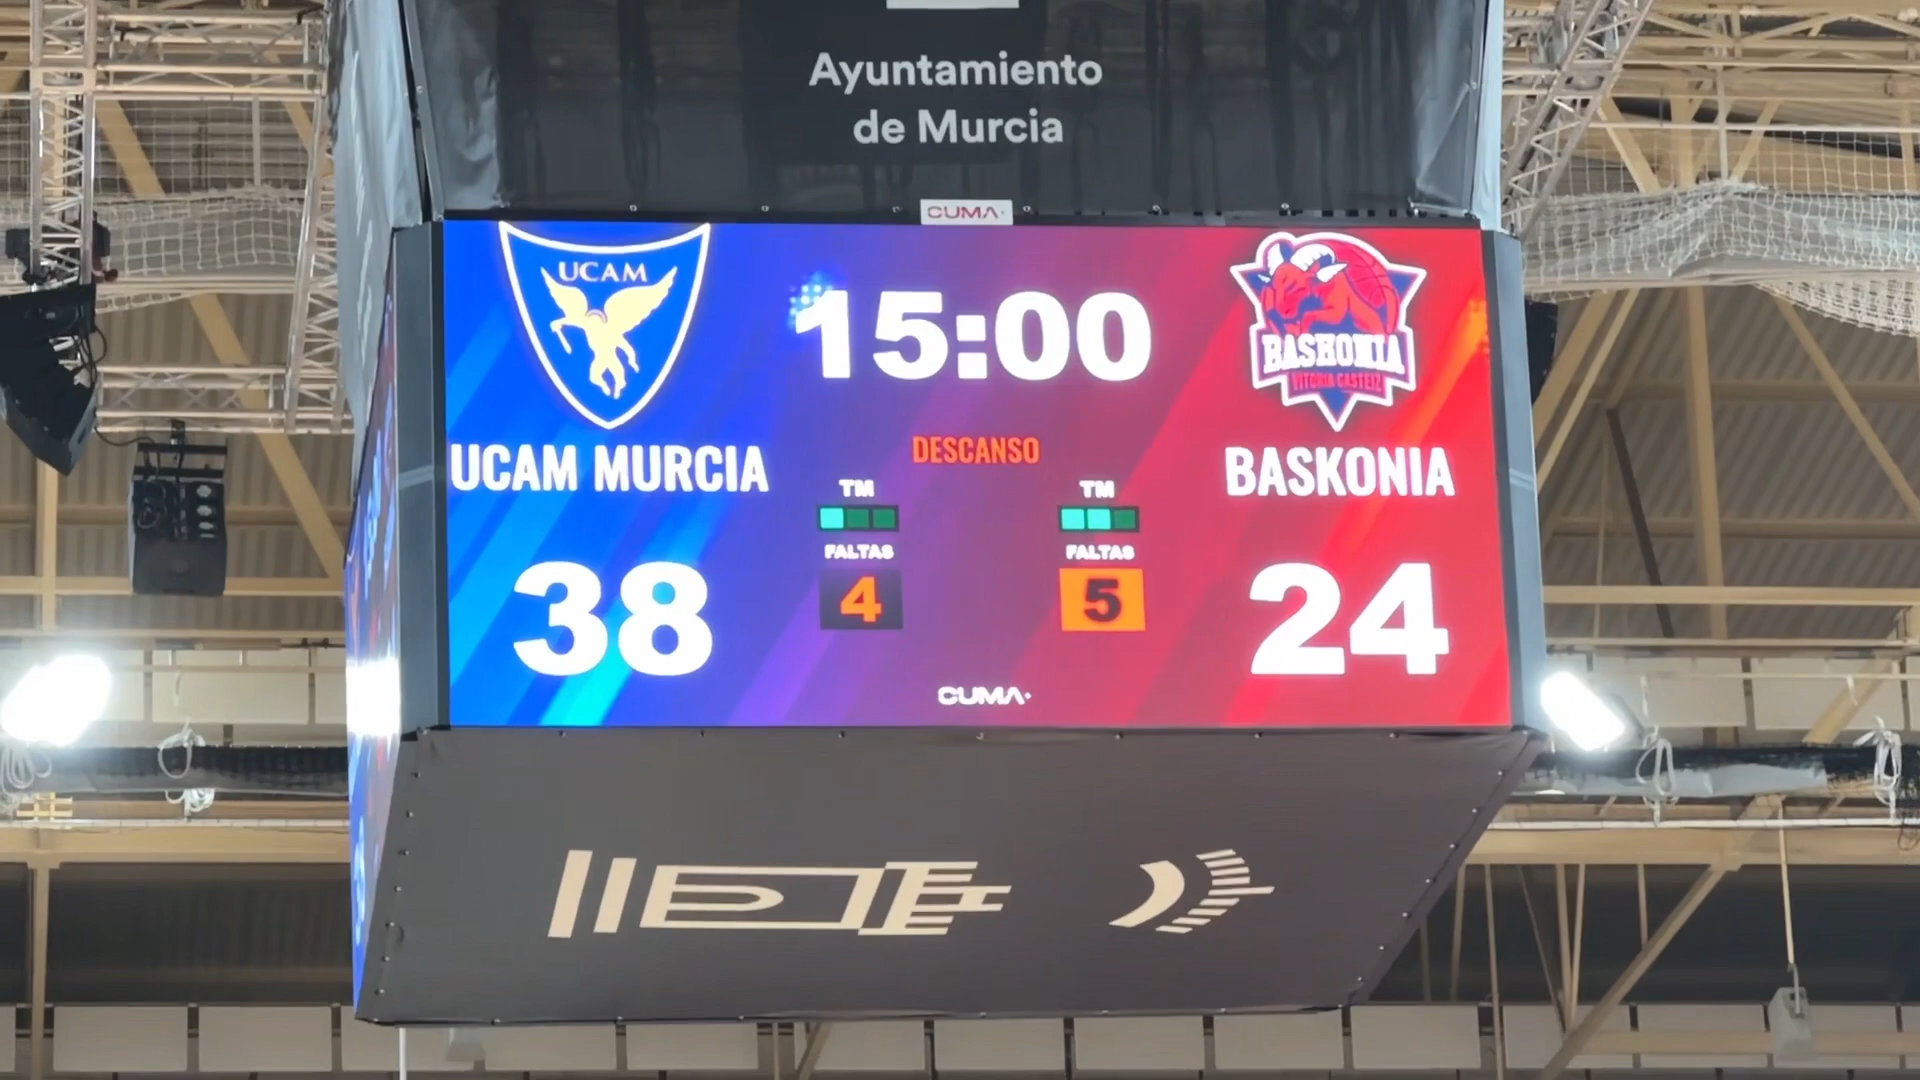 Ayuntamiento
de Murcia
CUMA
UCAM
15:00
BASKONIA
VITORIA GASTEIZ
DESCANSO
UCAM MURCIA
BASKONIA
TM
TM
FALTAS
FALTAS
38
4
5
24
CUMA